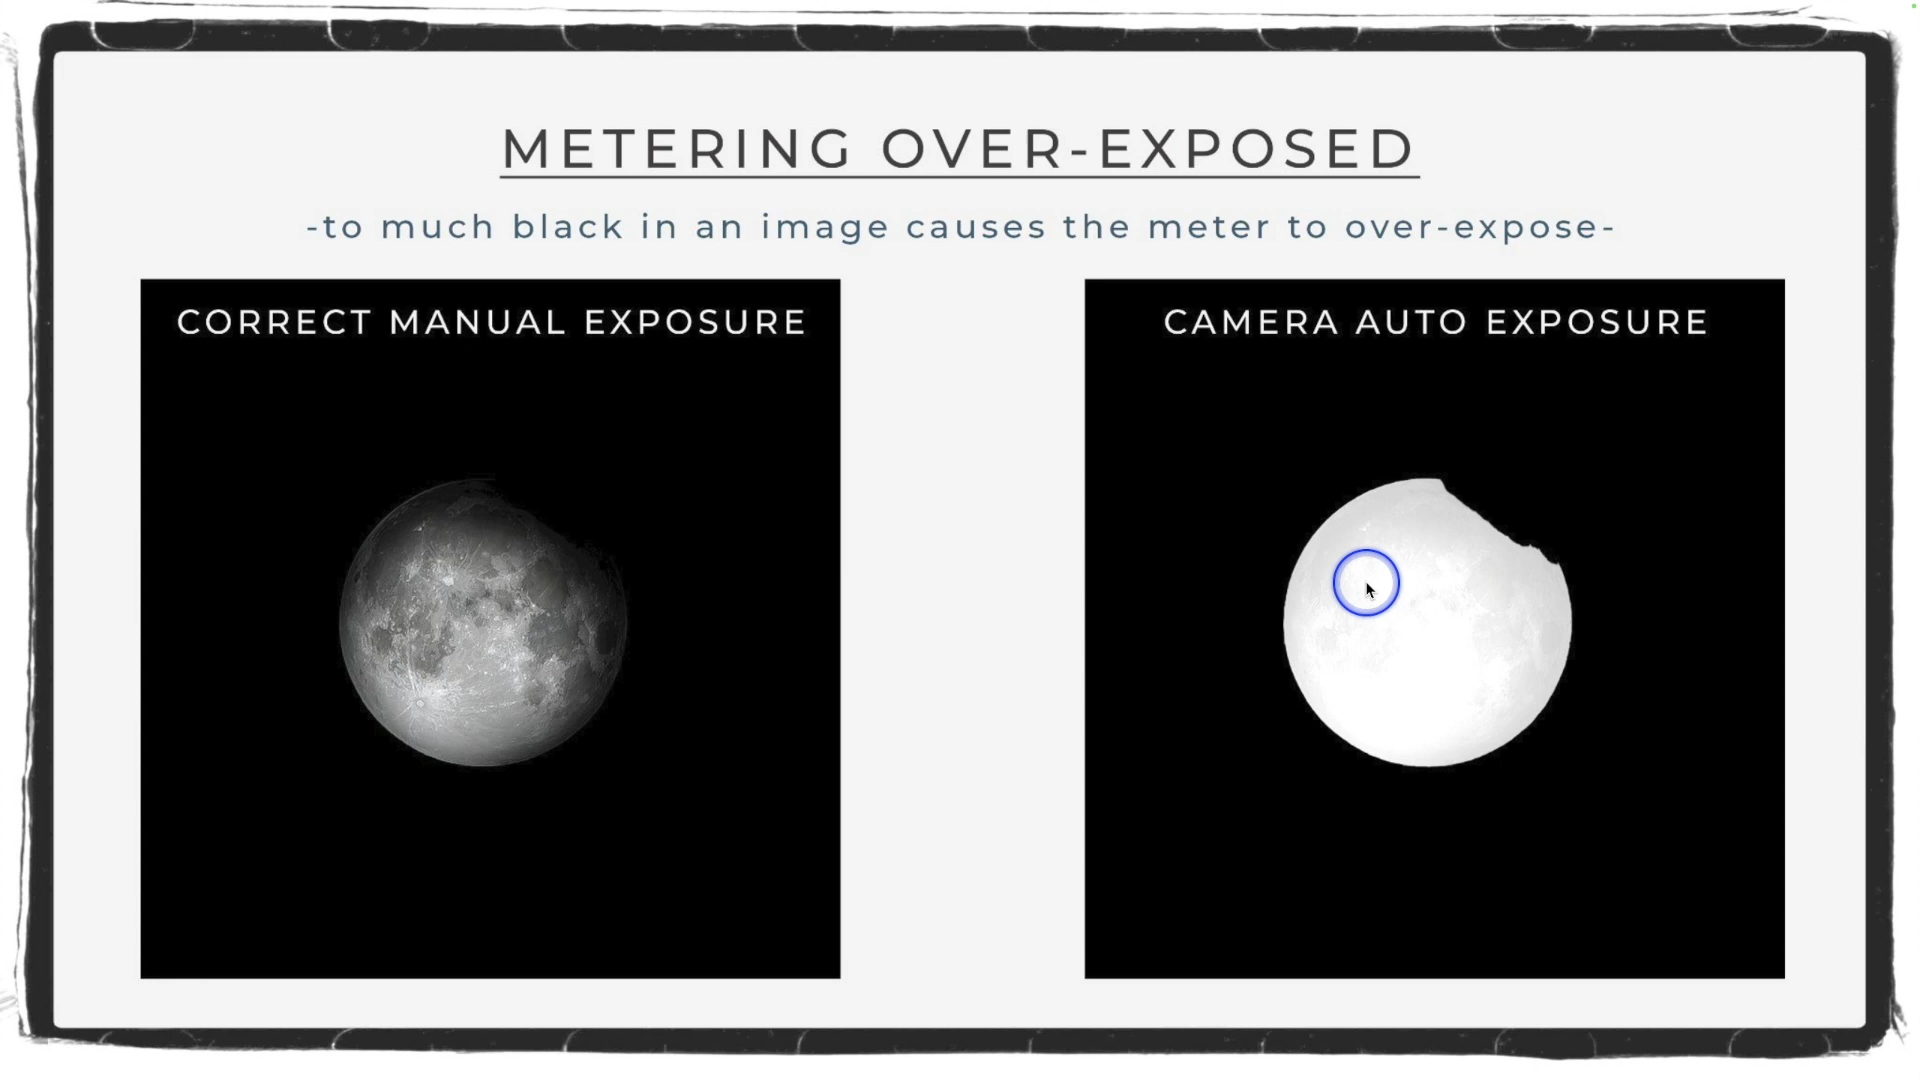 METERING OVER-EXPOSED
-to much black in an image causes the meter to over-expose-
CORRECT MANUAL EXPOSURE
CAMERA AUTO EXPOSURE